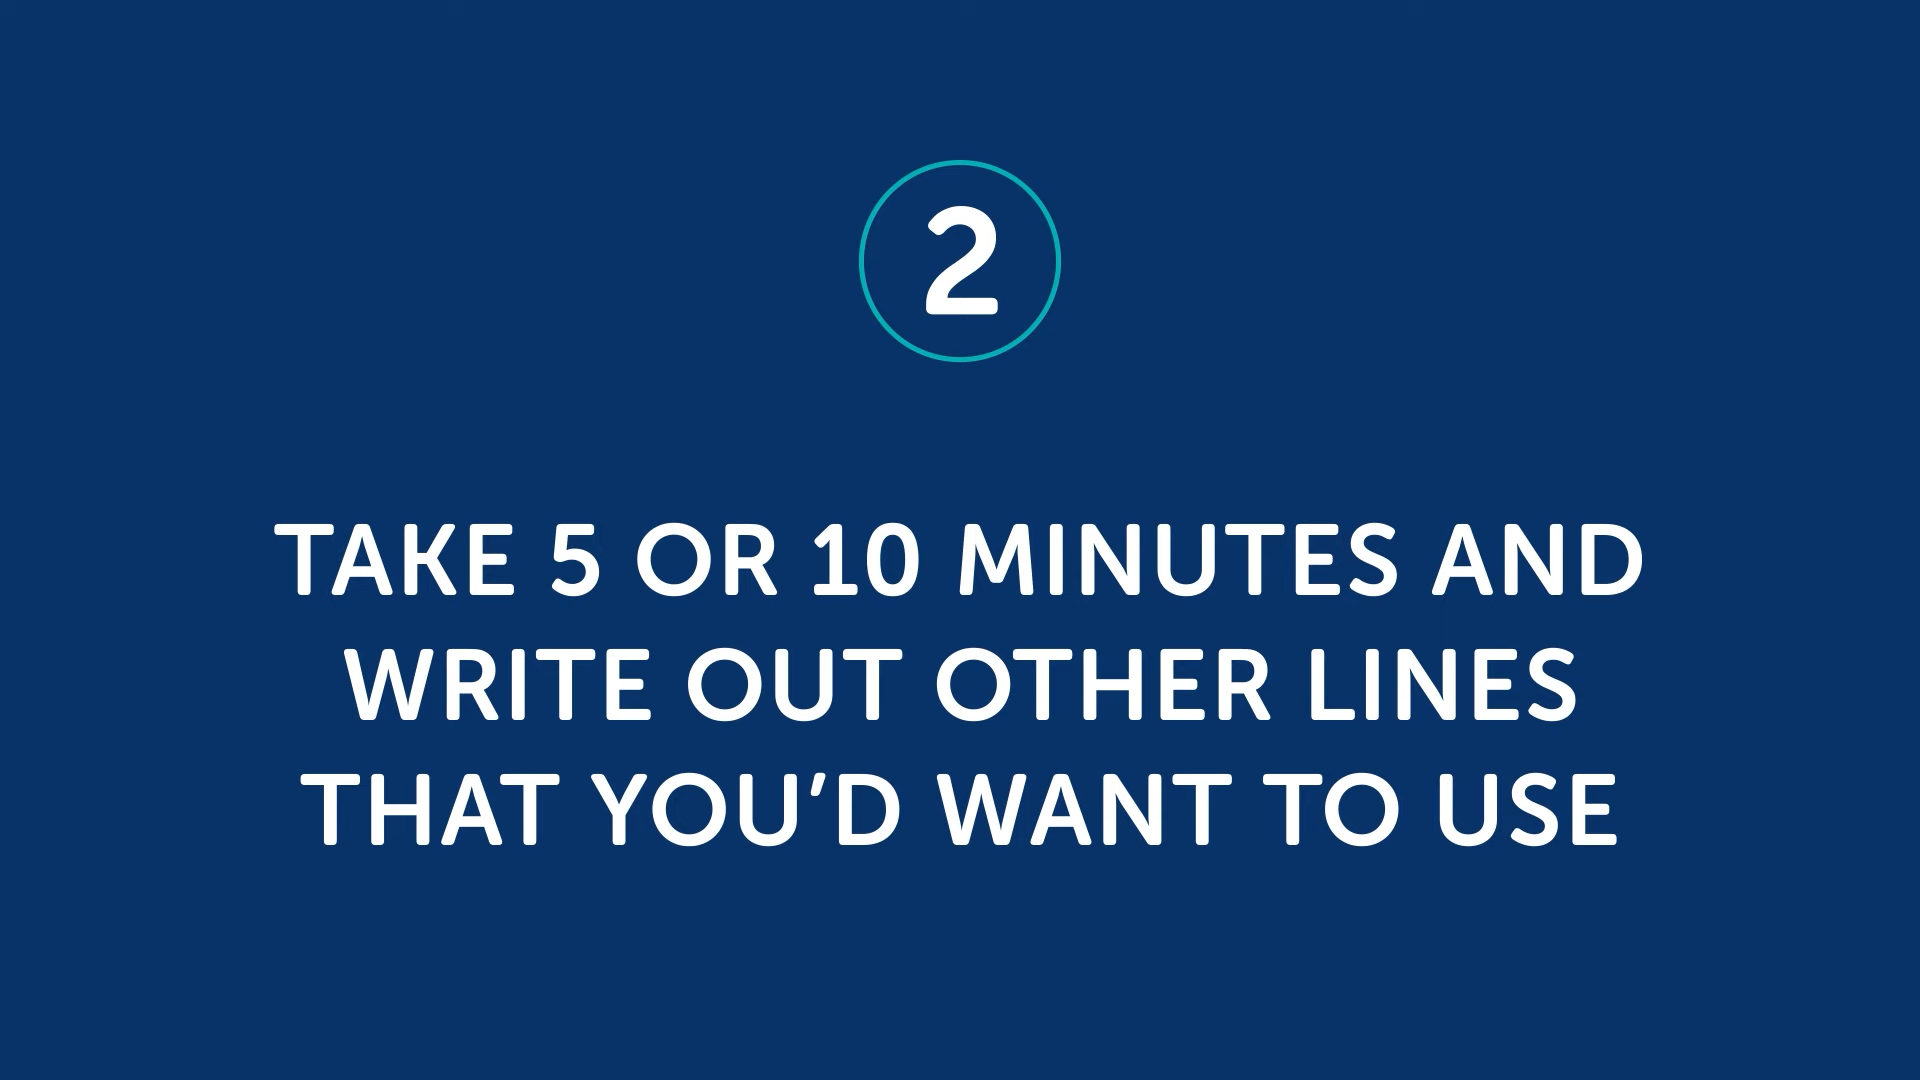 2
TAKE 5 OR 10 MINUTES AND
WRITE OUT OTHER LINES
THAT YOU’D WANT TO USE